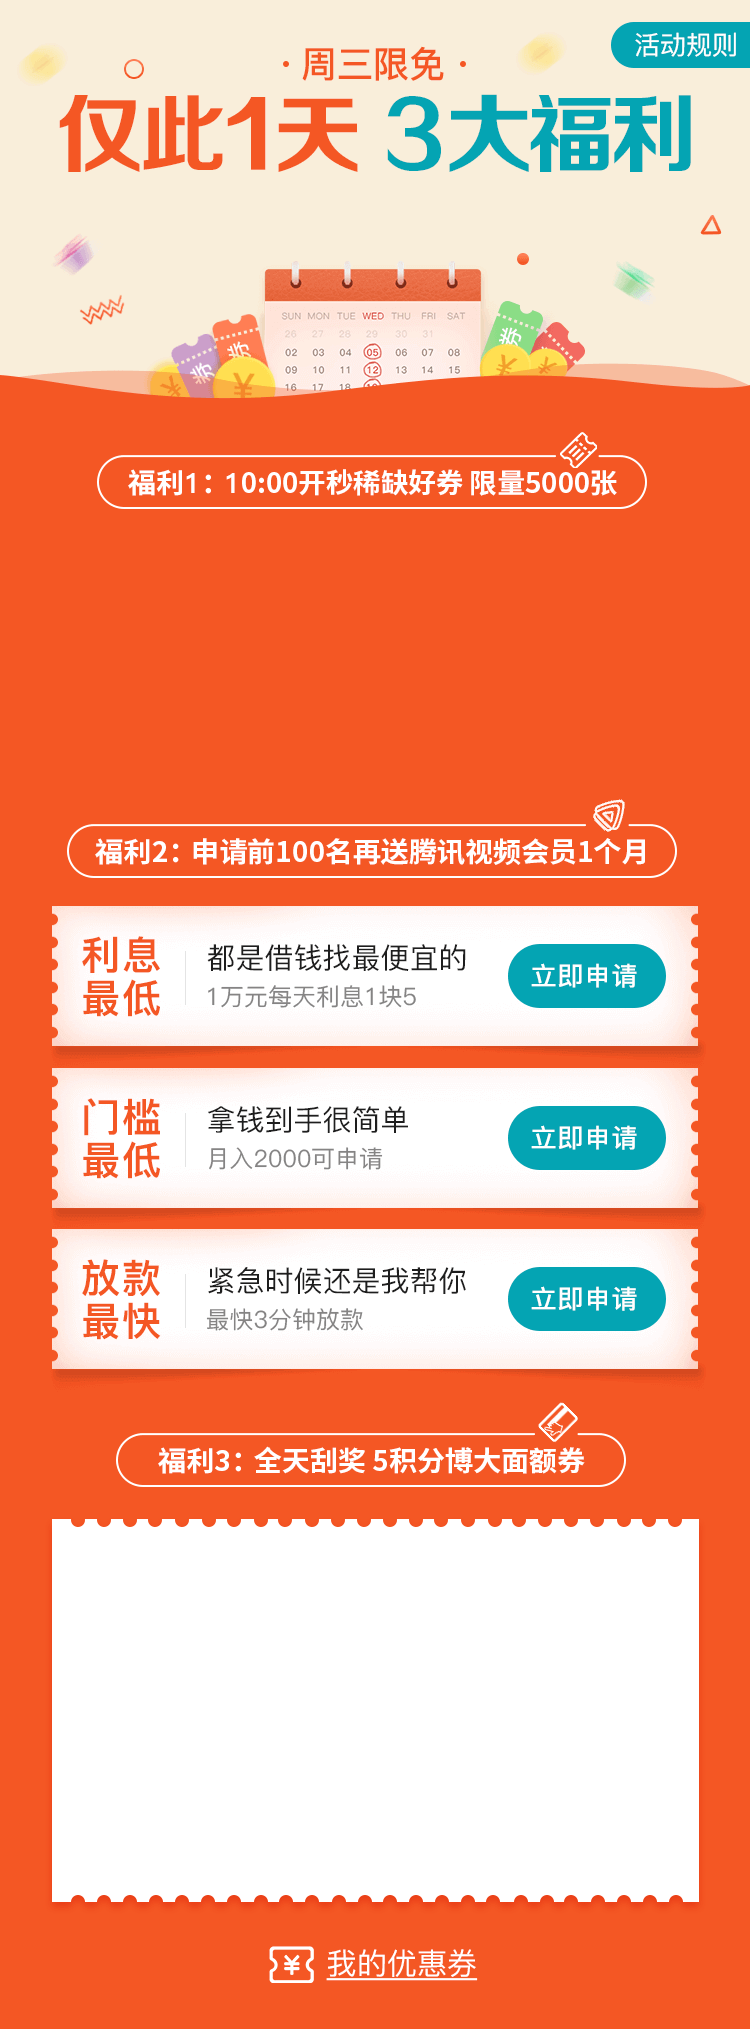 活动规则
·周三限免·
仅此1天 3大福利
SUN MON TUE WED THU FRI SAT
26 27 28 29 30 31
02 03 04 05 06 07 08
09 10 11 12 13 14 15
16 17 18
券 券 ¥ ¥ 券 ¥ ¥
福利1：10:00开秒稀缺好券 限量5000张
福利2：申请前100名再送腾讯视频会员1个月
利息
最低
都是借钱找最便宜的
1万元每天利息1块5
立即申请
门槛
最低
拿钱到手很简单
月入2000可申请
立即申请
放款
最快
紧急时候还是我帮你
最快3分钟放款
立即申请
福利3：全天刮奖 5积分博大面额券
¥ 我的优惠券